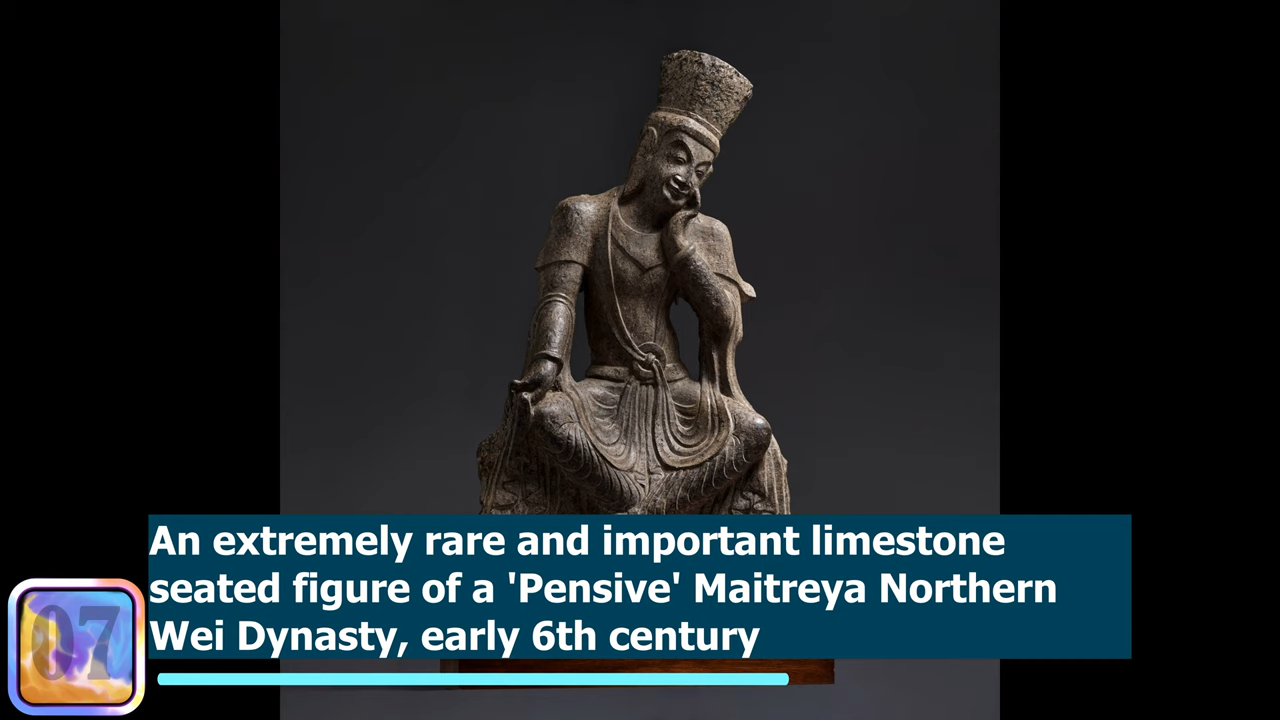 An extremely rare and important limestone
seated figure of a 'Pensive' Maitreya Northern
Wei Dynasty, early 6th century
07